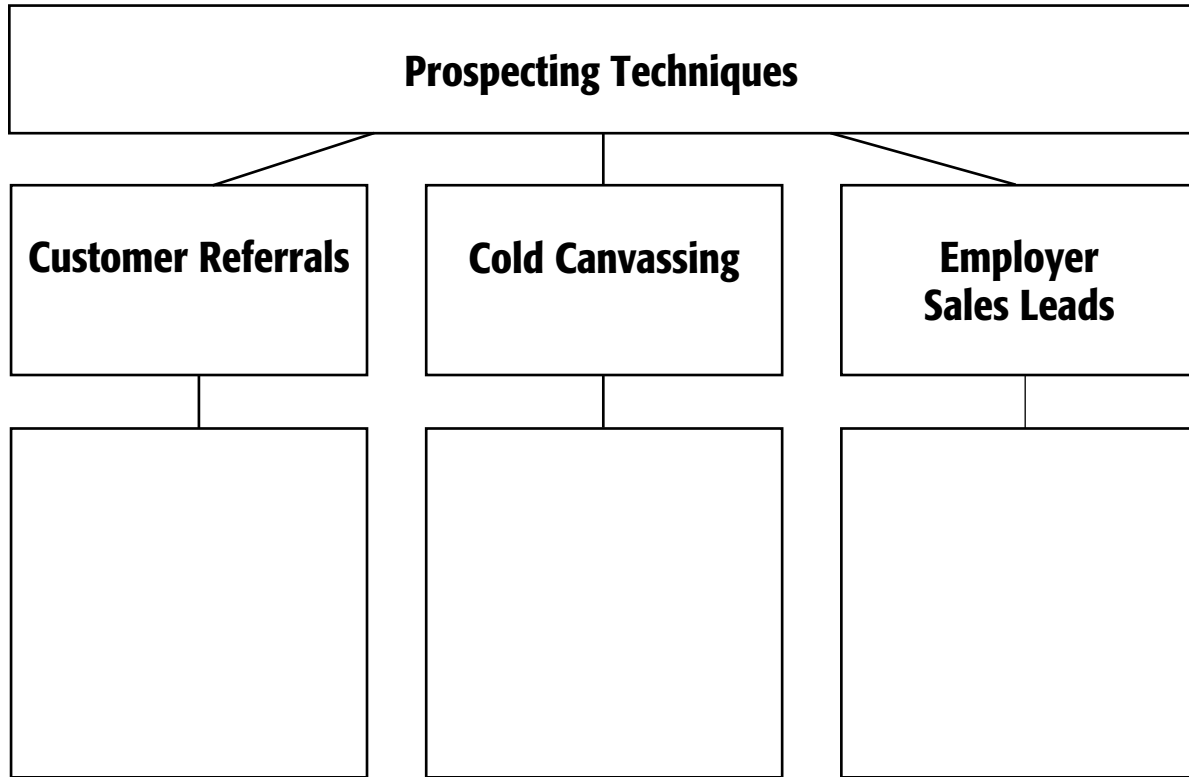 Prospecting Techniques
Customer Referrals
Cold Canvassing
Employer
Sales Leads